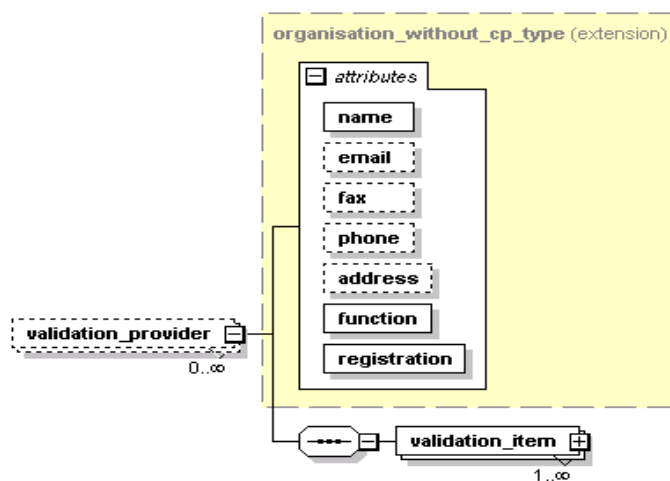 organisation_without_cp_type (extension)
attributes
name
email
fax
phone
address
function
registration
validation_provider
0..∞
validation_item
1..∞